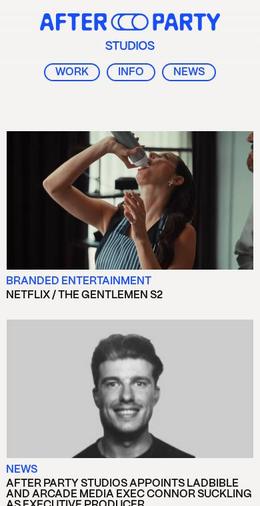 AFTER PARTY
STUDIOS
WORK INFO NEWS
BRANDED ENTERTAINMENT
NETFLIX / THE GENTLEMEN S2
NEWS
AFTER PARTY STUDIOS APPOINTS LADBIBLE
AND ARCADE MEDIA EXEC CONNOR SUCKLING
AS EXECUTIVE PRODUCER